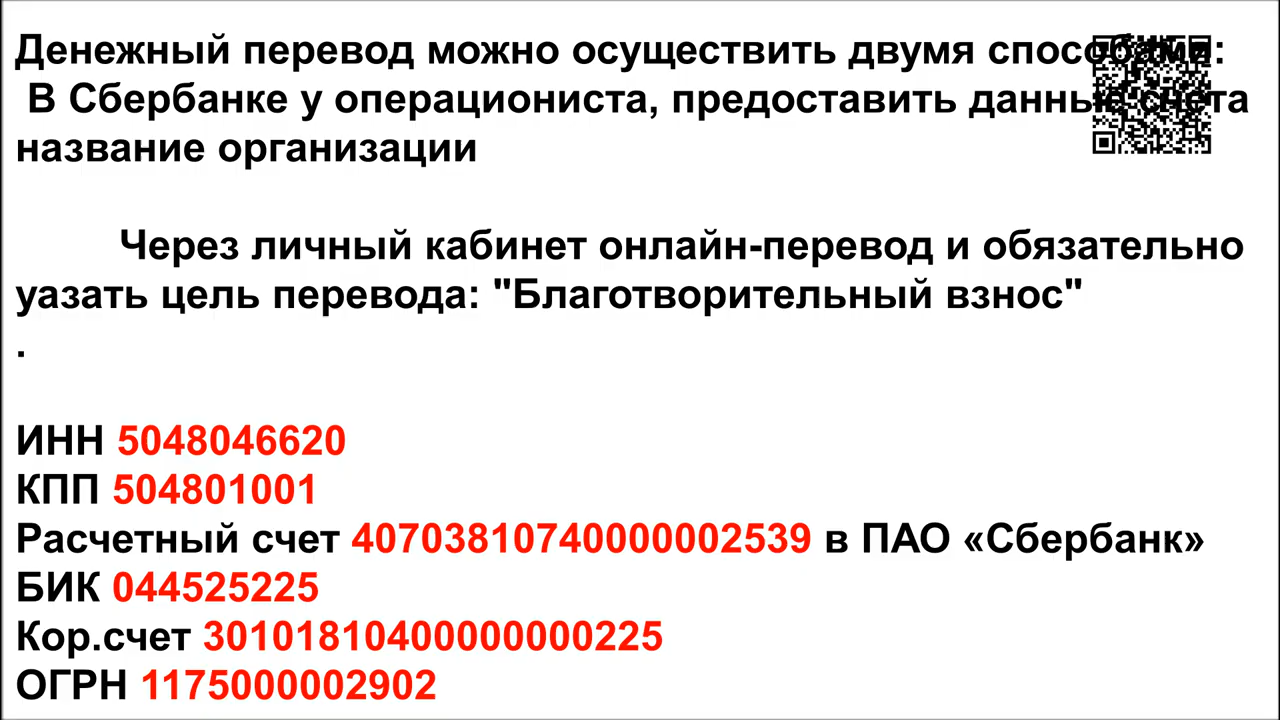 Денежный перевод можно осуществить двумя способами:
В Сбербанке у операциониста, предоставить данные счета
название организации
Через личный кабинет онлайн-перевод и обязательно
уазать цель перевода: "Благотворительный взнос"
.
ИНН 5048046620
КПП 504801001
Расчетный счет 40703810740000002539 в ПАО «Сбербанк»
БИК 044525225
Кор.счет 30101810400000000225
ОГРН 1175000002902